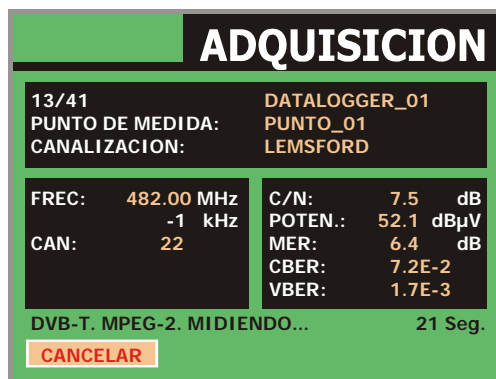 ADQUISICION
13/41 DATALOGGER_01
PUNTO DE MEDIDA: PUNTO_01
CANALIZACION: LEMSFORD
FREC: 482.00 MHz
-1 kHz
CAN: 22
C/N: 7.5 dB
POTEN.: 52.1 dBµV
MER: 6.4 dB
CBER: 7.2E-2
VBER: 1.7E-3
DVB-T. MPEG-2. MIDIENDO... 21 Seg.
CANCELAR